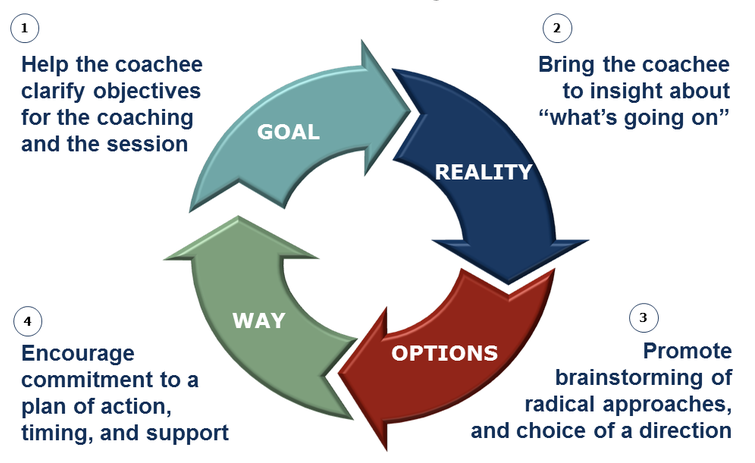 1
Help the coachee
clarify objectives
for the coaching
and the session
GOAL
2
Bring the coachee
to insight about
“what’s going on”
REALITY
3
Promote
brainstorming of
radical approaches,
and choice of a direction
OPTIONS
4
Encourage
commitment to a
plan of action,
timing, and support
WAY